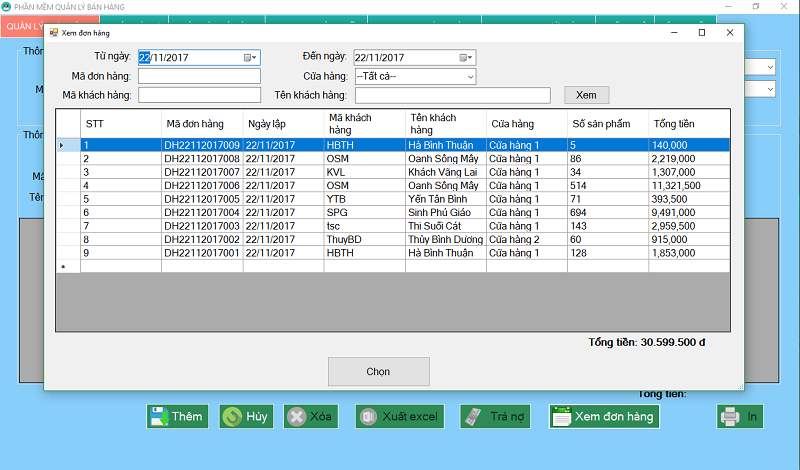 PHẦN MỀM QUẢN LÝ BÁN HÀNG
QUẢN LÝ
Xem đơn hàng
Thôn
Từ ngày: 22/11/2017 Đến ngày: 22/11/2017
Mã đơn hàng: Cửa hàng: --Tất cả--
M
Mã khách hàng: Tên khách hàng: Xem
STT Mã đơn hàng Ngày lập Mã khách hàng Tên khách hàng Cửa hàng Số sản phẩm Tổng tiền
Thôn
1 DH22112017009 22/11/2017 HBTH Hà Bình Thuận Cửa hàng 1 5 140,000
2 DH22112017008 22/11/2017 OSM Oanh Sông Mây Cửa hàng 1 86 2,219,000
3 DH22112017007 22/11/2017 KVL Khách Vãng Lai Cửa hàng 1 34 1,307,000
Mã
4 DH22112017006 22/11/2017 OSM Oanh Sông Mây Cửa hàng 1 514 11,321,500
Tên
5 DH22112017005 22/11/2017 YTB Yến Tân Bình Cửa hàng 1 71 393,500
6 DH22112017004 22/11/2017 SPG Sinh Phú Giáo Cửa hàng 1 694 9,491,000
7 DH22112017003 22/11/2017 tsc Thi Suối Cát Cửa hàng 1 143 2,959,500
8 DH22112017002 22/11/2017 ThuyBD Thùy Bình Dương Cửa hàng 2 60 915,000
9 DH22112017001 22/11/2017 HBTH Hà Bình Thuận Cửa hàng 1 128 1,853,000
Tổng tiền: 30.599.500 đ
Chọn
Tổng tiền:
Thêm Hủy Xóa Xuất excel Trả nợ Xem đơn hàng In